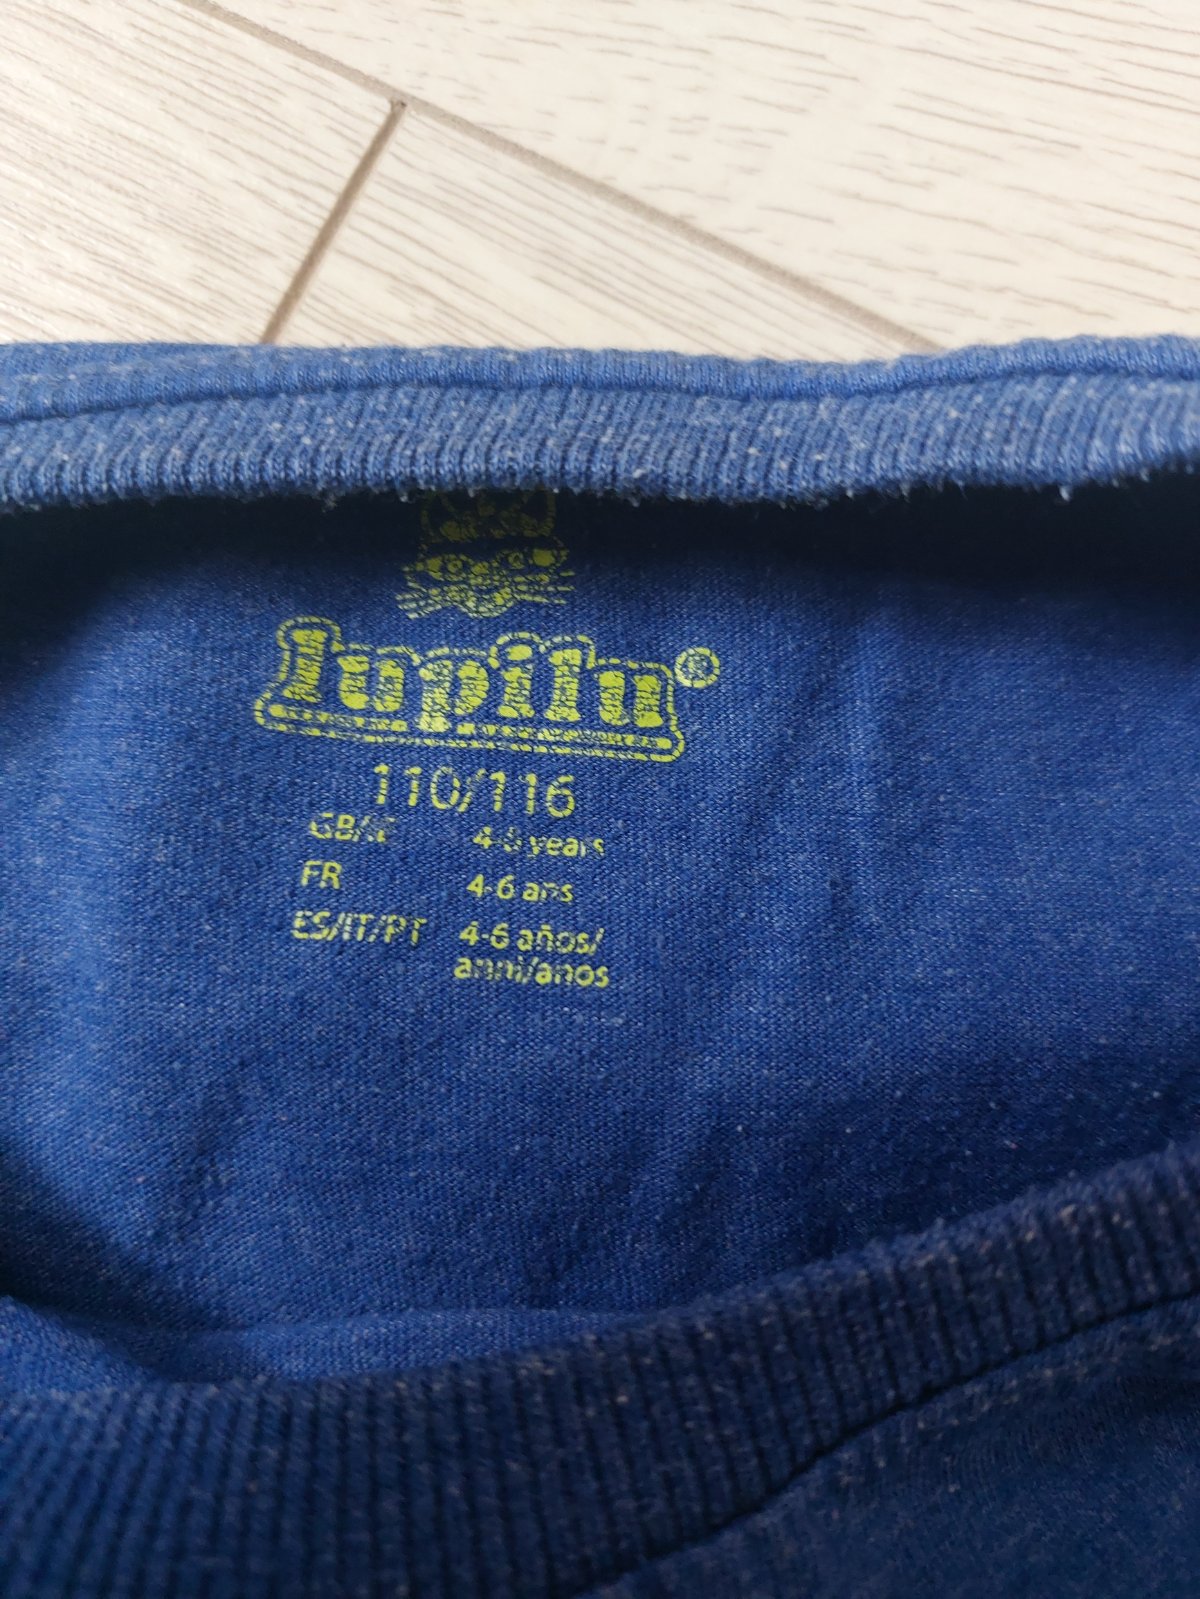 lupilu®
110/116
GB/IE 4-6 years
FR 4-6 ans
ES/IT/PT 4-6 años/
anni/anos